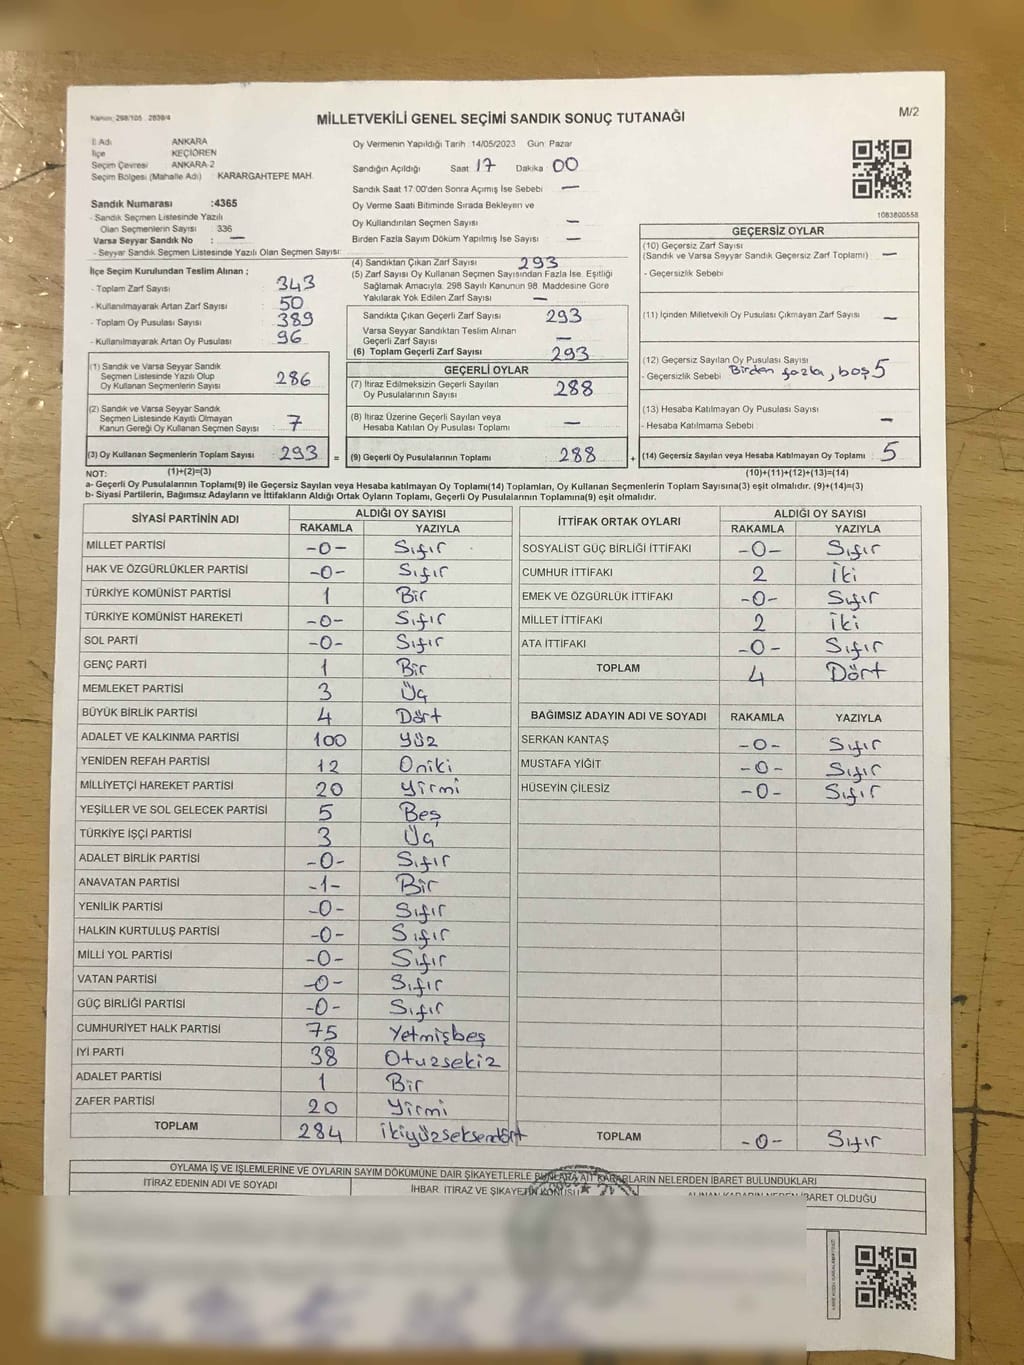 Kanun: 298/105 2839/4
MİLLETVEKİLİ GENEL SEÇİMİ SANDIK SONUÇ TUTANAĞI
M/2
İl Adı ANKARA
İlçe KEÇİÖREN
Seçim Çevresi ANKARA-2
Seçim Bölgesi (Mahalle Adı) : KARARGAHTEPE MAH.
Sandık Numarası :4365
- Sandık Seçmen Listesinde Yazılı
Olan Seçmenlerin Sayısı : 336
Varsa Seyyar Sandık No : —
- Seyyar Sandık Seçmen Listesinde Yazılı Olan Seçmen Sayısı:
Oy Vermenin Yapıldığı Tarih : 14/05/2023 Gün: Pazar
Sandığın Açıldığı Saat 17 Dakika 00
Sandık Saat 17.00'den Sonra Açımış İse Sebebi —
Oy Verme Saati Bitiminde Sırada Bekleyen ve
Oy Kullandırılan Seçmen Sayısı —
Birden Fazla Sayım Döküm Yapılmış İse Sayısı —
1083800558
İlçe Seçim Kurulundan Teslim Alınan ;
- Toplam Zarf Sayısı : 343
- Kullanılmayarak Artan Zarf Sayısı : 50
- Toplam Oy Pusulası Sayısı : 389
- Kullanılmayarak Artan Oy Pusulası : 96
(1) Sandık ve Varsa Seyyar Sandık
Seçmen Listesinde Yazılı Olup
Oy Kullanan Seçmenlerin Sayısı : 286
(2) Sandık ve Varsa Seyyar Sandık
Seçmen Listesinde Kayıtlı Olmayan
Kanun Gereği Oy Kullanan Seçmen Sayısı : 7
(3) Oy Kullanan Seçmenlerin Toplam Sayısı : 293
(4) Sandıktan Çıkan Zarf Sayısı 293
(5) Zarf Sayısı Oy Kullanan Seçmen Sayısından Fazla İse, Eşitliği
Sağlamak Amacıyla, 298 Sayılı Kanunun 98. Maddesine Göre
Yakılarak Yok Edilen Zarf Sayısı —
Sandıkta Çıkan Geçerli Zarf Sayısı 293
Varsa Seyyar Sandıktan Teslim Alınan
Geçerli Zarf Sayısı —
(6) Toplam Geçerli Zarf Sayısı 293
GEÇERLİ OYLAR
(7) İtiraz Edilmeksizin Geçerli Sayılan
Oy Pusulalarının Sayısı : 288
(8) İtiraz Üzerine Geçerli Sayılan veya
Hesaba Katılan Oy Pusulası Toplamı : —
= (9) Geçerli Oy Pusulalarının Toplamı : 288
GEÇERSİZ OYLAR
(10) Geçersiz Zarf Sayısı
(Sandık ve Varsa Seyyar Sandık Geçersiz Zarf Toplamı) —
- Geçersizlik Sebebi :
(11) İçinden Milletvekili Oy Pusulası Çıkmayan Zarf Sayısı —
(12) Geçersiz Sayılan Oy Pusulası Sayısı
- Geçersizlik Sebebi Birden fazla, boş 5
(13) Hesaba Katılmayan Oy Pusulası Sayısı
- Hesaba Katılmama Sebebi : —
+ (14) Geçersiz Sayılan veya Hesaba Katılmayan Oy Toplamı 5
NOT: (1)+(2)=(3) (10)+(11)+(12)+(13)=(14)
a- Geçerli Oy Pusulalarının Toplamı(9) ile Geçersiz Sayılan veya Hesaba katılmayan Oy Toplamı(14) Toplamları, Oy Kullanan Seçmenlerin Toplam Sayısına(3) eşit olmalıdır. (9)+(14)=(3)
b- Siyasi Partilerin, Bağımsız Adayların ve İttifakların Aldığı Ortak Oyların Toplamı, Geçerli Oy Pusulalarının Toplamına(9) eşit olmalıdır.
SİYASİ PARTİNİN ADI ALDIĞI OY SAYISI
RAKAMLA YAZIYLA
MİLLET PARTİSİ -0- Sıfır
HAK VE ÖZGÜRLÜKLER PARTİSİ -0- Sıfır
TÜRKİYE KOMÜNİST PARTİSİ 1 Bir
TÜRKİYE KOMÜNİST HAREKETİ -0- Sıfır
SOL PARTİ -0- Sıfır
GENÇ PARTİ 1 Bir
MEMLEKET PARTİSİ 3 Üç
BÜYÜK BİRLİK PARTİSİ 4 Dört
ADALET VE KALKINMA PARTİSİ 100 Yüz
YENİDEN REFAH PARTİSİ 12 Oniki
MİLLİYETÇİ HAREKET PARTİSİ 20 Yirmi
YEŞİLLER VE SOL GELECEK PARTİSİ 5 Beş
TÜRKİYE İŞÇİ PARTİSİ 3 Üç
ADALET BİRLİK PARTİSİ -0- Sıfır
ANAVATAN PARTİSİ -1- Bir
YENİLİK PARTİSİ -0- Sıfır
HALKIN KURTULUŞ PARTİSİ -0- Sıfır
MİLLİ YOL PARTİSİ -0- Sıfır
VATAN PARTİSİ -0- Sıfır
GÜÇ BİRLİĞİ PARTİSİ -0- Sıfır
CUMHURİYET HALK PARTİSİ 75 Yetmişbeş
İYİ PARTİ 38 Otuzsekiz
ADALET PARTİSİ 1 Bir
ZAFER PARTİSİ 20 Yirmi
TOPLAM 284 İkiyüzseksendört
İTTİFAK ORTAK OYLARI ALDIĞI OY SAYISI
RAKAMLA YAZIYLA
SOSYALİST GÜÇ BİRLİĞİ İTTİFAKI -0- Sıfır
CUMHUR İTTİFAKI 2 İki
EMEK VE ÖZGÜRLÜK İTTİFAKI -0- Sıfır
MİLLET İTTİFAKI 2 İki
ATA İTTİFAKI -0- Sıfır
TOPLAM 4 Dört
BAĞIMSIZ ADAYIN ADI VE SOYADI RAKAMLA YAZIYLA
SERKAN KANTAŞ -0- Sıfır
MUSTAFA YİĞİT -0- Sıfır
HÜSEYİN ÇİLESİZ -0- Sıfır
TOPLAM -0- Sıfır
OYLAMA İŞ VE İŞLEMLERİNE VE OYLARIN SAYIM DÖKÜMÜNE DAİR ŞİKAYETLERLE BUNLARA AİT KARARLARIN NELERDEN İBARET BULUNDUKLARI
İTİRAZ EDENİN ADI VE SOYADI
İHBAR, İTİRAZ VE ŞİKAYETİN KONUSU
İBARET OLDUĞU